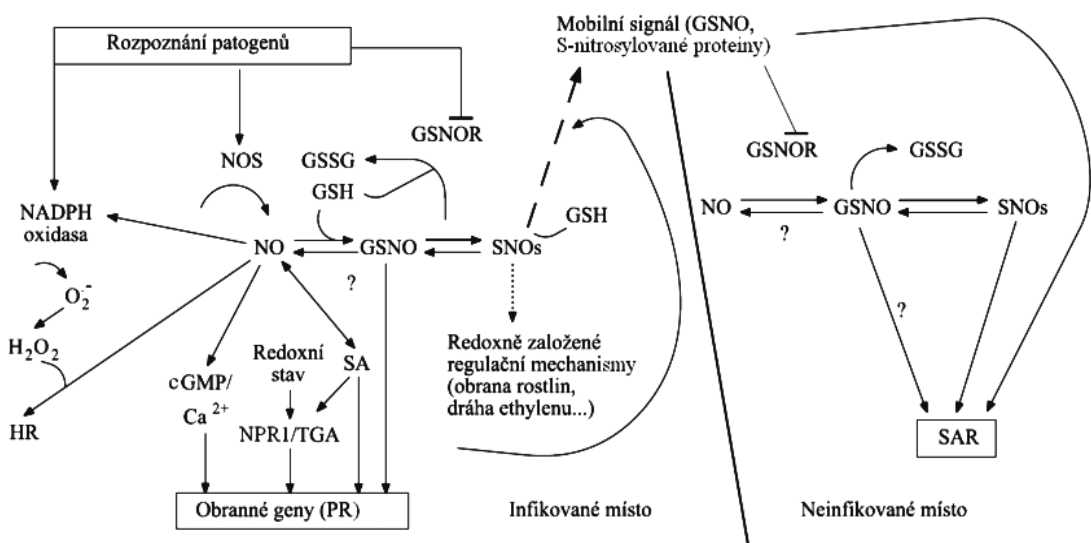 Mobilní signál (GSNO,
S-nitrosylované proteiny)
Rozpoznání patogenů
GSNOR
NOS
GSSG
GSH
NADPH
oxidasa
NO
GSNO
SNOs
GSH
?
O2·-
H2O2
HR
cGMP/
Ca 2+
Redoxní
stav
SA
NPR1/TGA
Redoxně založené
regulační mechanismy
(obrana rostlin,
dráha ethylenu...)
Obranné geny (PR)
Infikované místo
GSNOR
GSSG
NO
GSNO
SNOs
?
?
SAR
Neinfikované místo